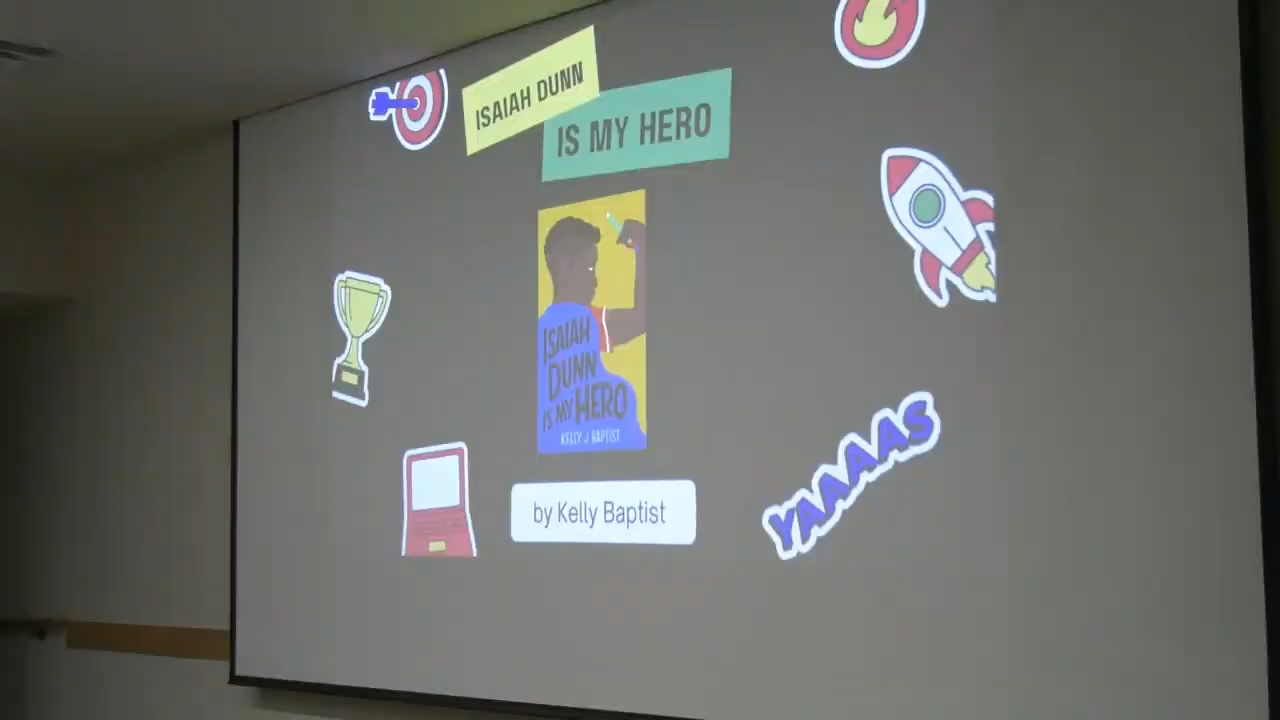 ISAIAH DUNN
IS MY HERO
ISAIAH
DUNN
IS MY HERO
KELLY J BAPTIST
by Kelly Baptist
YAAAAS